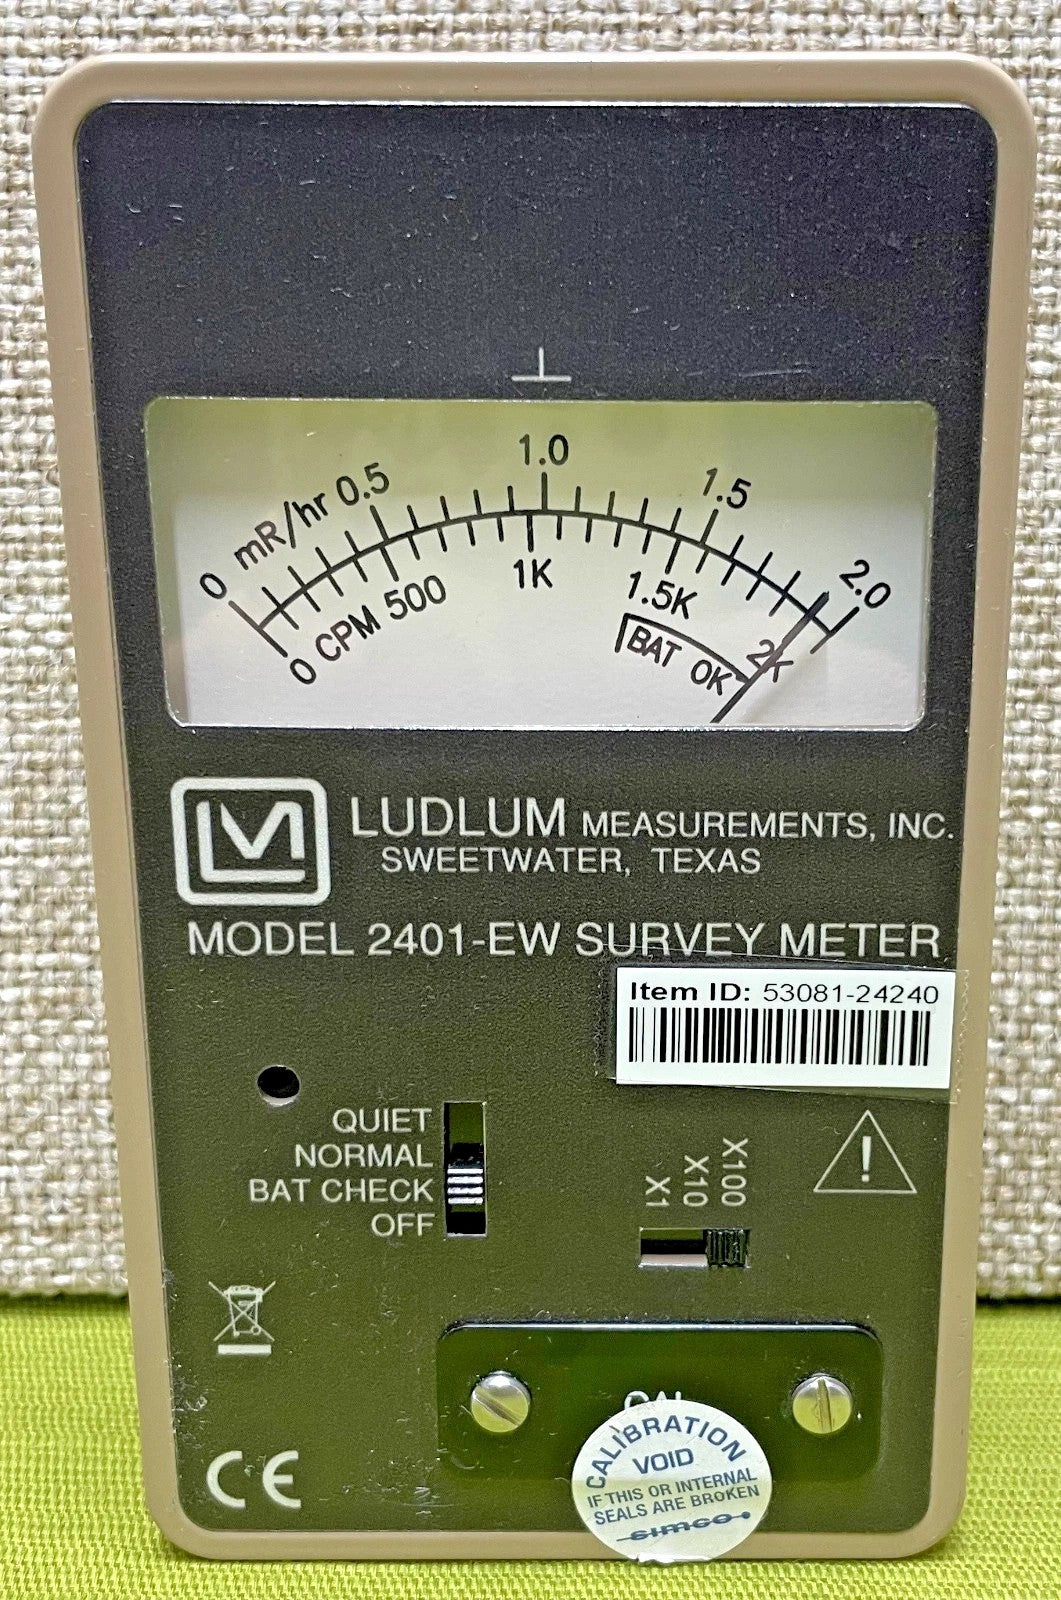 0 mR/hr 0.5 1.0 1.5 2.0
0 CPM 500 1K 1.5K 2K
BAT OK
LM
LUDLUM MEASUREMENTS, INC.
SWEETWATER, TEXAS
MODEL 2401-EW SURVEY METER
Item ID: 53081-24240
QUIET
NORMAL
BAT CHECK
OFF
X1
X10
X100
!
CE
CAL
CALIBRATION
VOID
IF THIS OR INTERNAL
SEALS ARE BROKEN
simco